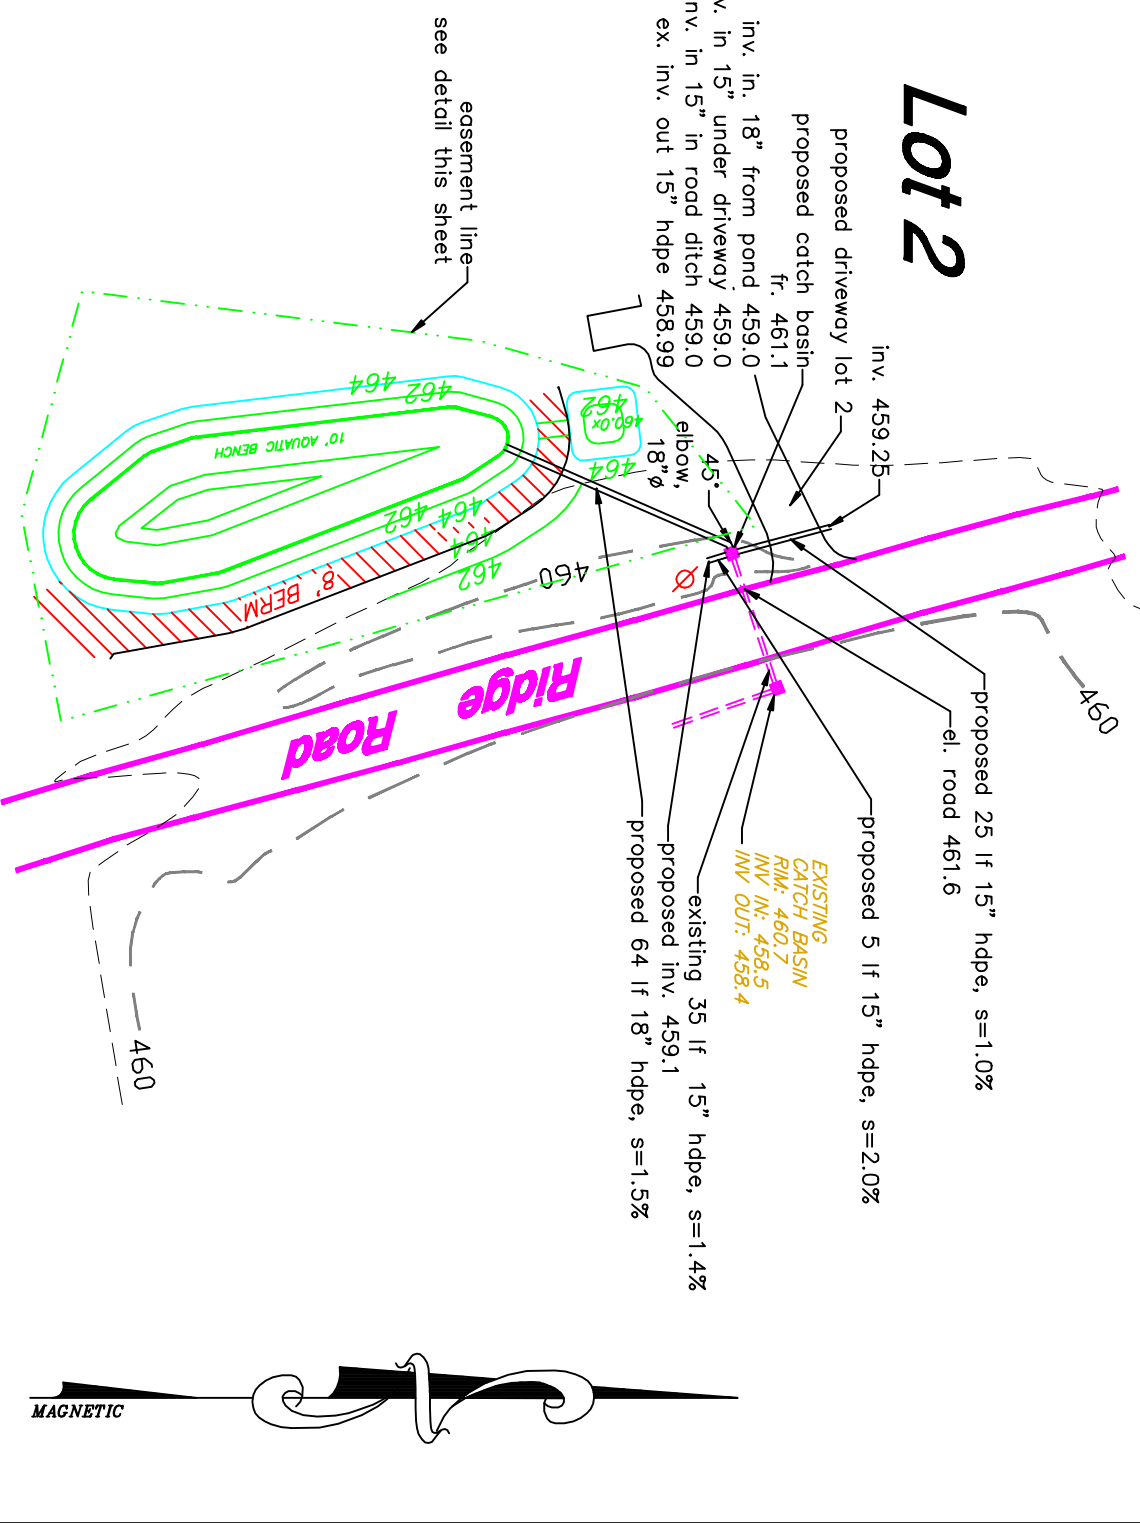 Lot 2
proposed driveway lot 2
proposed catch basin
fr. 461.1
inv. in. 18" from pond 459.0
v. in 15" under driveway 459.0
nv. in 15" in road ditch 459.0
ex. inv. out 15" hdpe 458.99
inv. 459.25
easement line
see detail this sheet
45°
elbow,
18"ø
464
462
462
460.0x
464
10' AQUATIC BENCH
464
462
464
462
460
8' BERM
Ridge
Road
460
proposed 25 lf 15" hdpe, s=1.0%
el. road 461.6
proposed 5 lf 15" hdpe, s=2.0%
EXISTING
CATCH BASIN
RIM: 460.7
INV IN: 458.5
INV OUT: 458.4
existing 35 lf 15" hdpe, s=1.4%
proposed inv. 459.1
proposed 64 lf 18" hdpe, s=1.5%
460
N
MAGNETIC